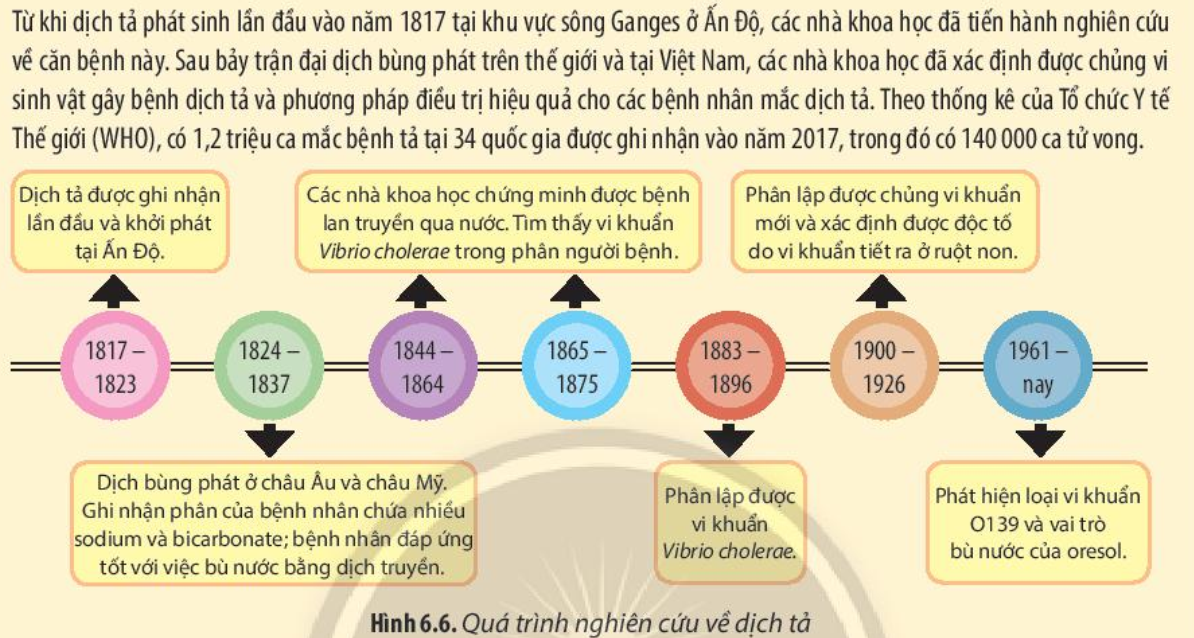 Từ khi dịch tả phát sinh lần đầu vào năm 1817 tại khu vực sông Ganges ở Ấn Độ, các nhà khoa học đã tiến hành nghiên cứu
về căn bệnh này. Sau bảy trận đại dịch bùng phát trên thế giới và tại Việt Nam, các nhà khoa học đã xác định được chủng vi
sinh vật gây bệnh dịch tả và phương pháp điều trị hiệu quả cho các bệnh nhân mắc dịch tả. Theo thống kê của Tổ chức Y tế
Thế giới (WHO), có 1,2 triệu ca mắc bệnh tả tại 34 quốc gia được ghi nhận vào năm 2017, trong đó có 140 000 ca tử vong.
Dịch tả được ghi nhận
lần đầu và khởi phát
tại Ấn Độ.
Các nhà khoa học chứng minh được bệnh
lan truyền qua nước. Tìm thấy vi khuẩn
Vibrio cholerae trong phân người bệnh.
Phân lập được chủng vi khuẩn
mới và xác định được độc tố
do vi khuẩn tiết ra ở ruột non.
1817 –
1823
1824 –
1837
1844 –
1864
1865 –
1875
1883 –
1896
1900 –
1926
1961 –
nay
Dịch bùng phát ở châu Âu và châu Mỹ.
Ghi nhận phân của bệnh nhân chứa nhiều
sodium và bicarbonate; bệnh nhân đáp ứng
tốt với việc bù nước bằng dịch truyền.
Phân lập được
vi khuẩn
Vibrio cholerae.
Phát hiện loại vi khuẩn
O139 và vai trò
bù nước của oresol.
Hình 6.6. Quá trình nghiên cứu về dịch tả